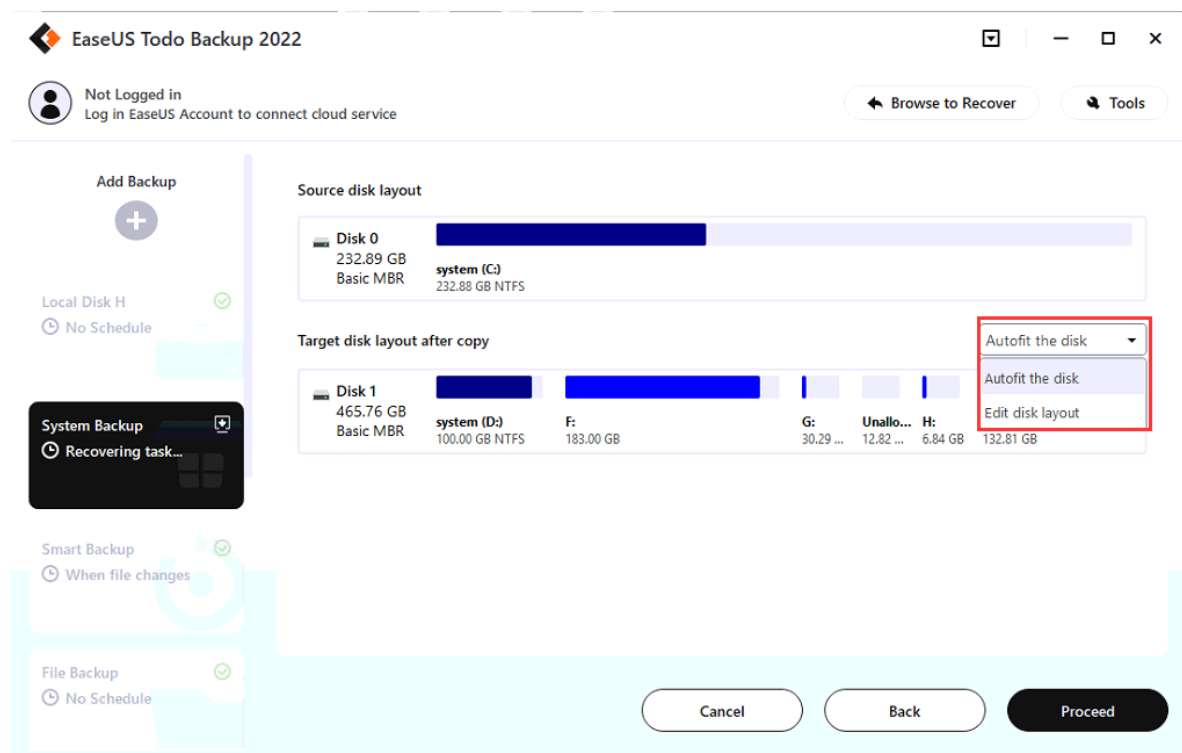 EaseUS Todo Backup 2022
Not Logged in
Log in EaseUS Account to connect cloud service
Browse to Recover
Tools
Add Backup
Local Disk H
No Schedule
System Backup
Recovering task...
Smart Backup
When file changes
File Backup
No Schedule
Source disk layout
Disk 0
232.89 GB
Basic MBR
system (C:)
232.88 GB NTFS
Target disk layout after copy
Autofit the disk
Autofit the disk
Edit disk layout
Disk 1
465.76 GB
Basic MBR
system (D:)
100.00 GB NTFS
F:
183.00 GB
G:
30.29 ...
Unallo...
12.82 ...
H:
6.84 GB
132.81 GB
Cancel
Back
Proceed